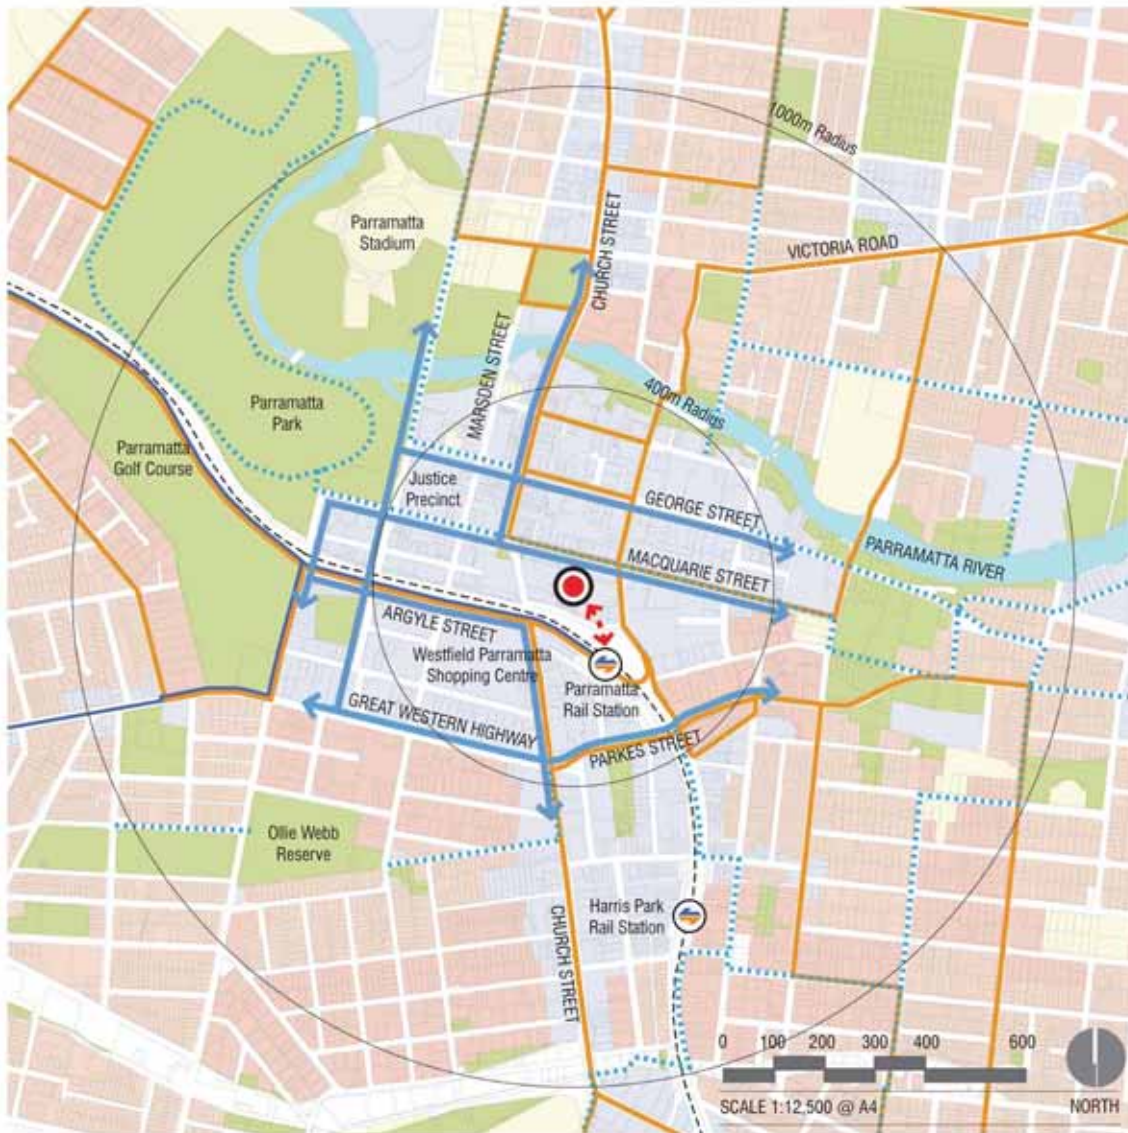 1000m Radius
Parramatta
Stadium
CHURCH STREET
VICTORIA ROAD
MARSDEN STREET
400m Radius
Parramatta
Park
Parramatta
Golf Course
Justice
Precinct
GEORGE STREET
PARRAMATTA RIVER
MACQUARIE STREET
ARGYLE STREET
Westfield Parramatta
Shopping Centre
Parramatta
Rail Station
GREAT WESTERN HIGHWAY
PARKES STREET
Ollie Webb
Reserve
Harris Park
Rail Station
CHURCH STREET
0 100 200 300 400 600
SCALE 1:12,500 @ A4
NORTH